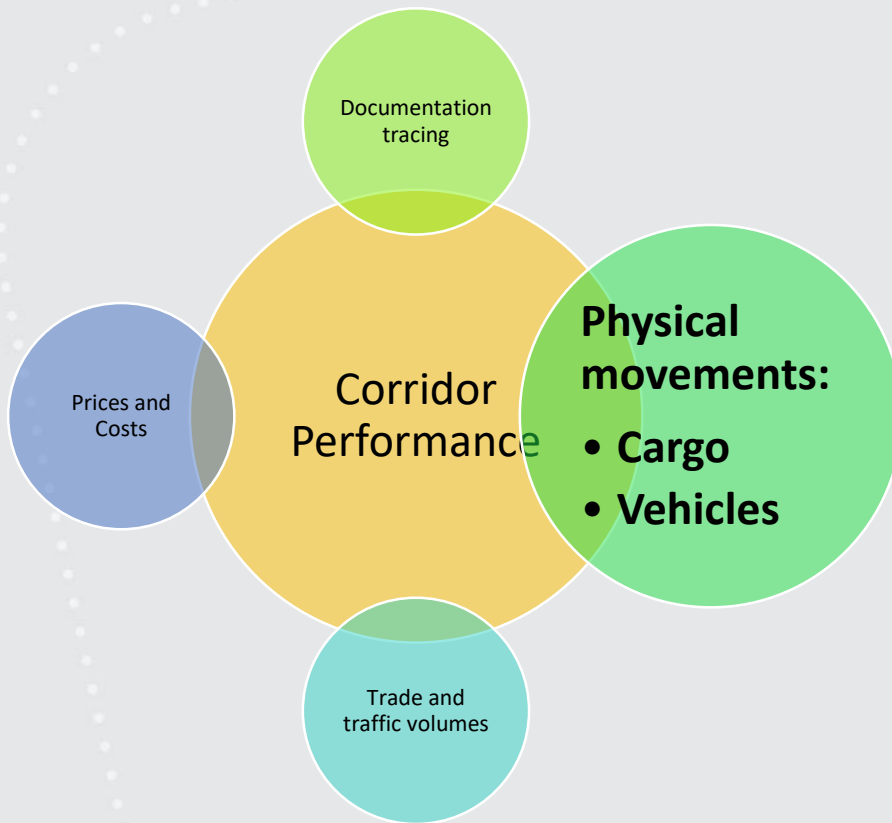 Documentation
tracing
Prices and
Costs
Corridor
Performance
Physical
movements:
• Cargo
• Vehicles
Trade and
traffic volumes